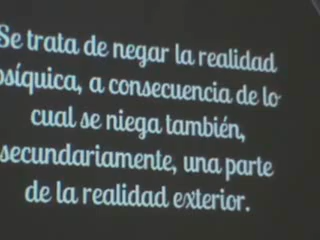 Se trata de negar la realidad
psíquica, a consecuencia de lo
cual se niega también,
secundariamente, una parte
de la realidad exterior.